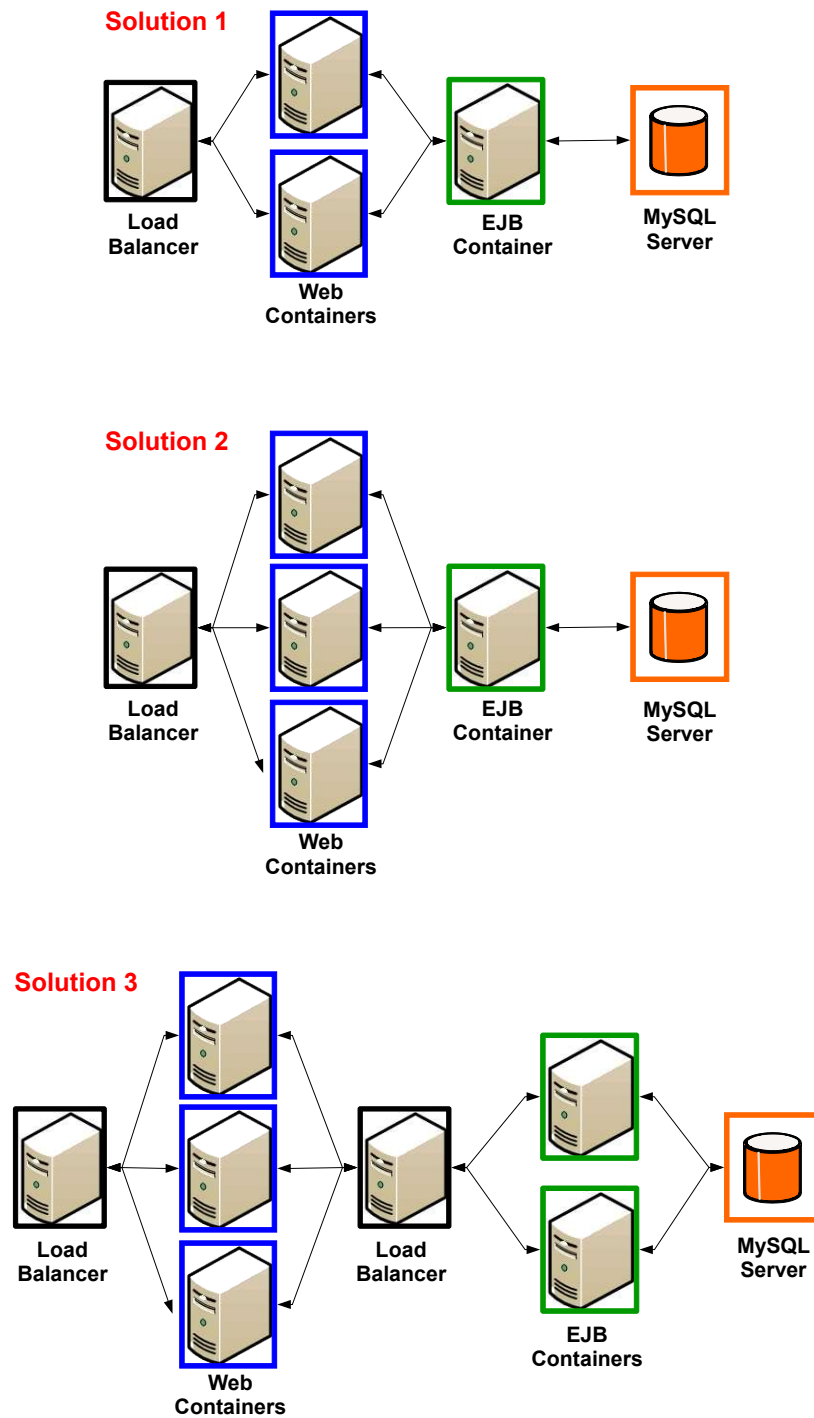 Solution 1
Load
Balancer
Web
Containers
EJB
Container
MySQL
Server
Solution 2
Load
Balancer
Web
Containers
EJB
Container
MySQL
Server
Solution 3
Load
Balancer
Web
Containers
Load
Balancer
EJB
Containers
MySQL
Server